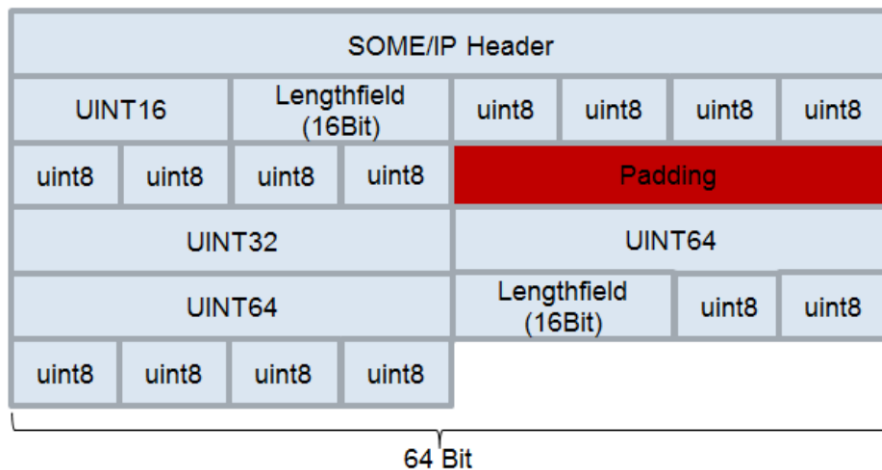 SOME/IP Header
UINT16 Lengthfield (16Bit) uint8 uint8 uint8 uint8
uint8 uint8 uint8 uint8 Padding
UINT32 UINT64
UINT64 Lengthfield (16Bit) uint8 uint8
uint8 uint8 uint8 uint8
64 Bit